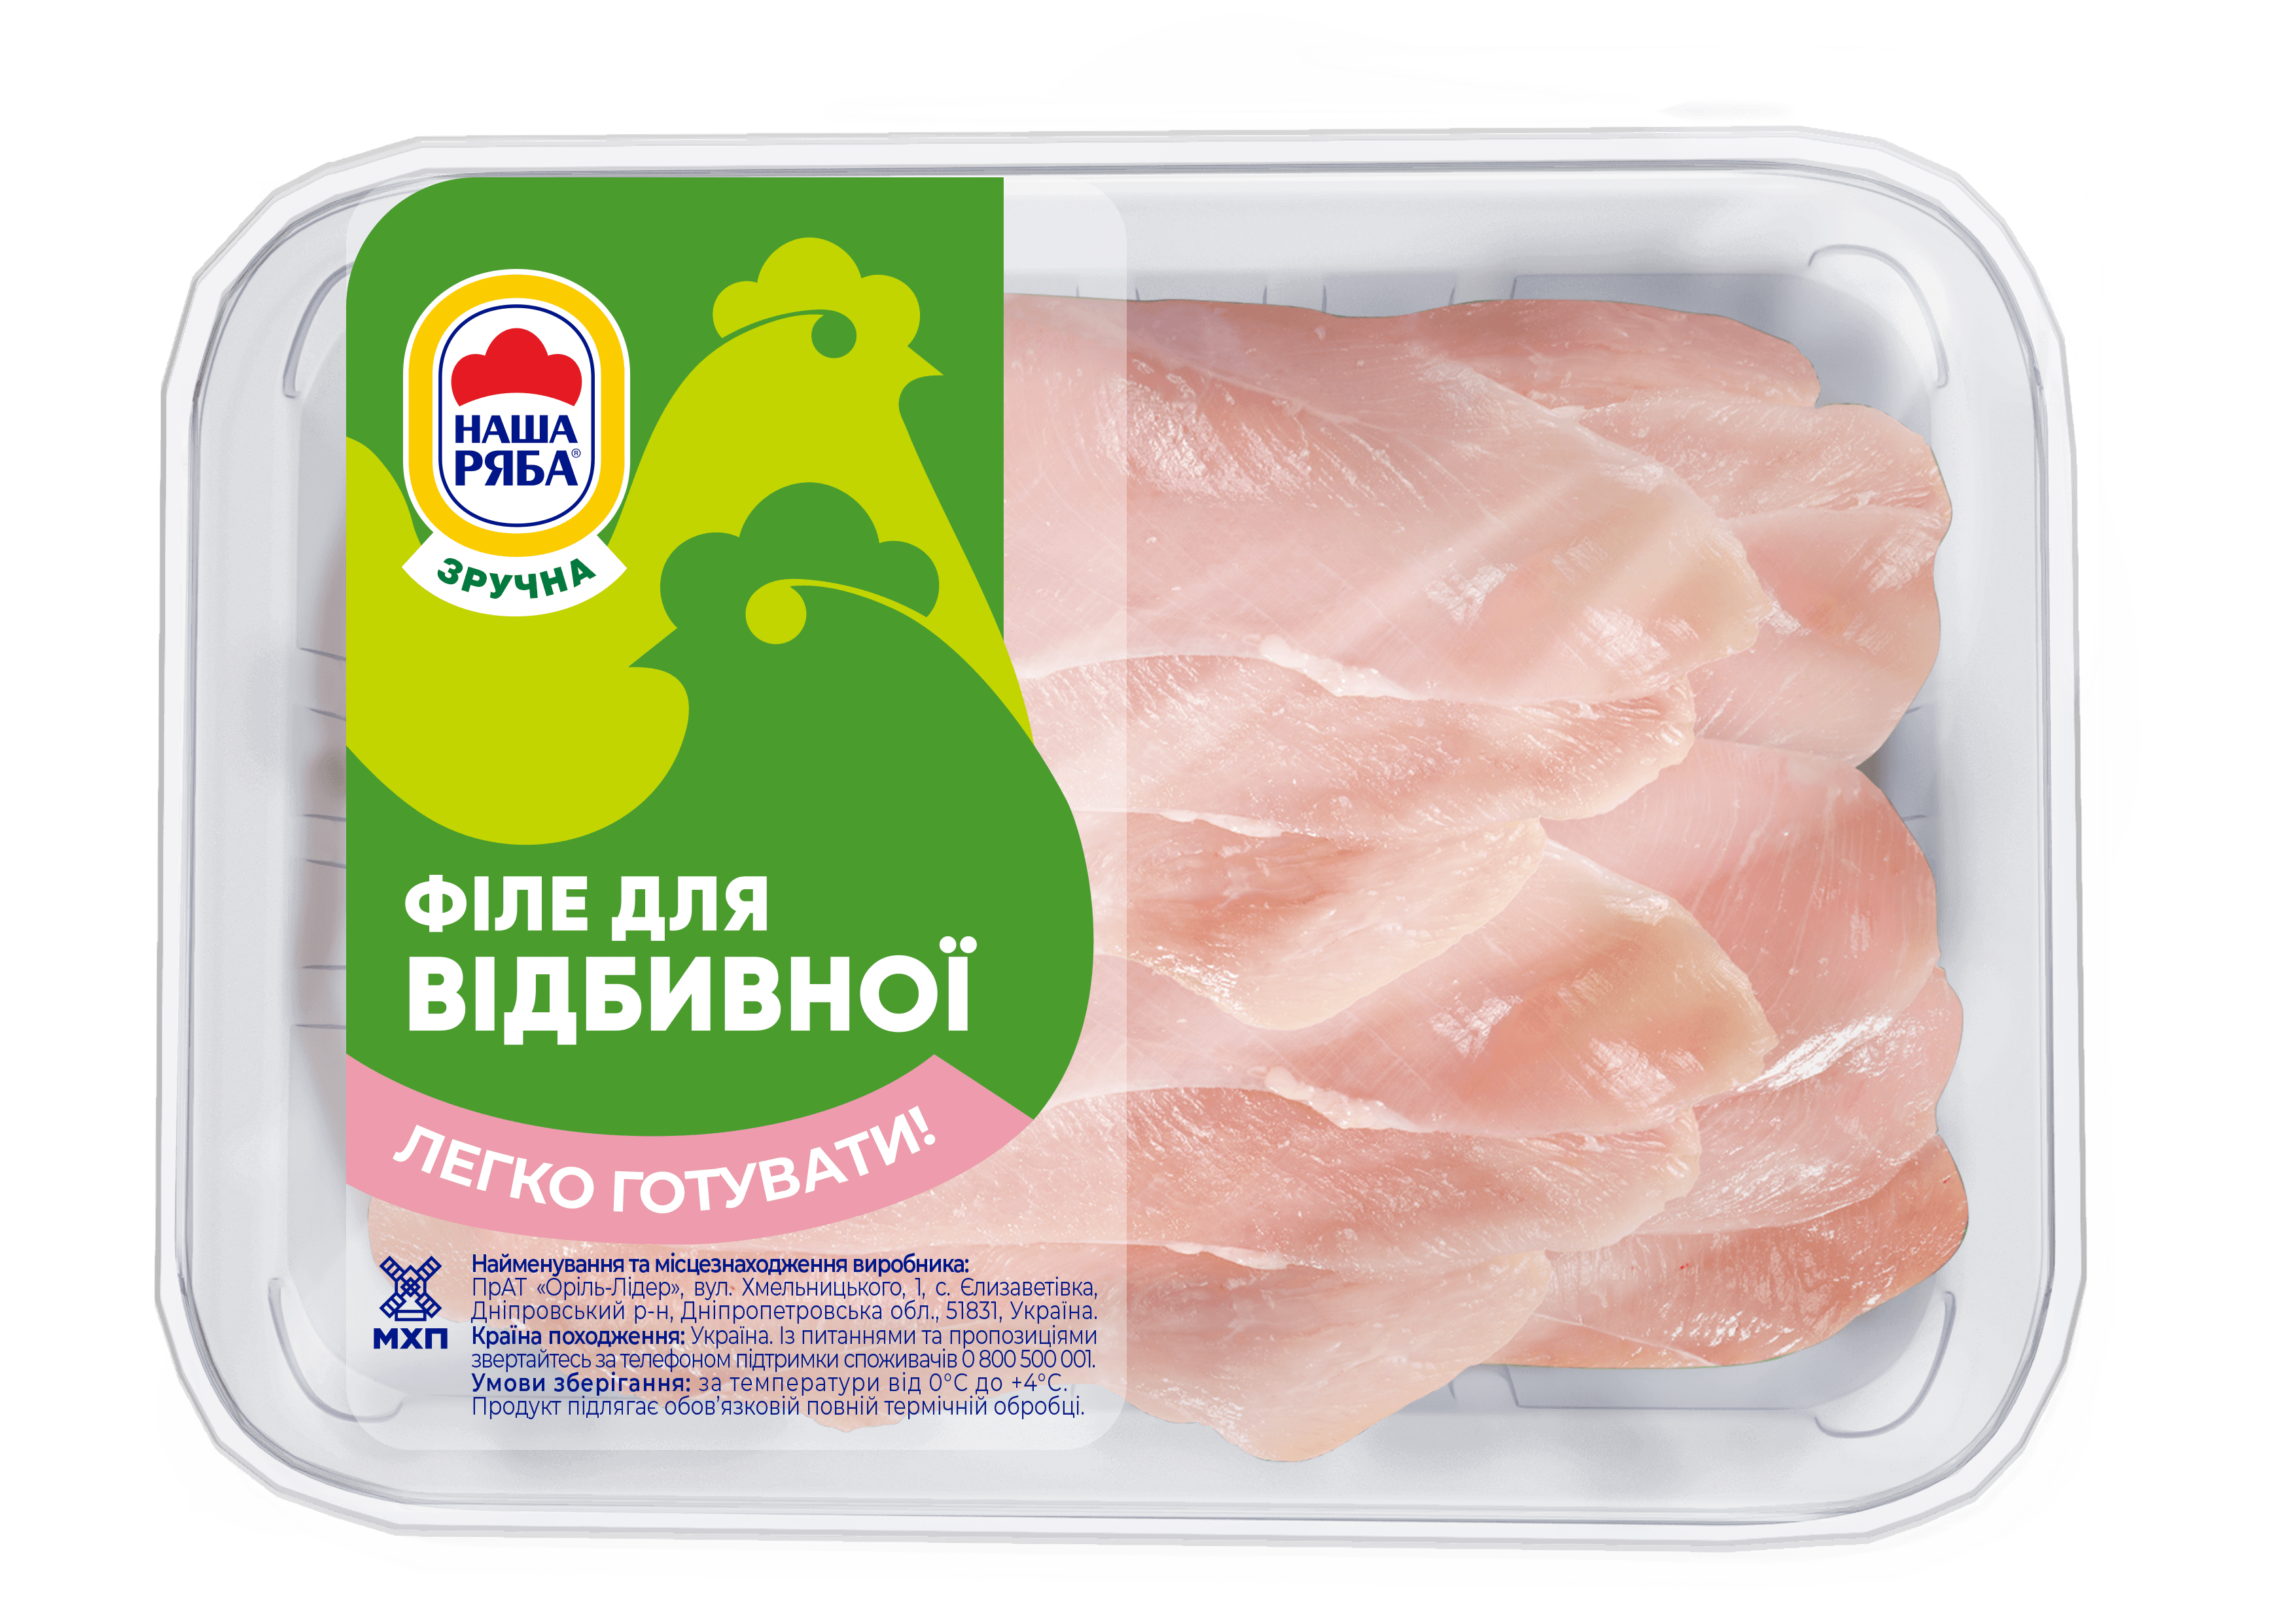 НАША
РЯБА®
ЗРУЧНА
ФІЛЕ ДЛЯ
ВІДБИВНОЇ
ЛЕГКО ГОТУВАТИ!
МХП
Найменування та місцезнаходження виробника:
ПрАТ «Оріль-Лідер», вул. Хмельницького, 1, с. Єлизаветівка,
Дніпровський р-н, Дніпропетровська обл., 51831, Україна.
Країна походження: Україна. Із питаннями та пропозиціями
звертайтесь за телефоном підтримки споживачів 0 800 500 001.
Умови зберігання: за температури від 0°С до +4°С.
Продукт підлягає обов’язковій повній термічній обробці.